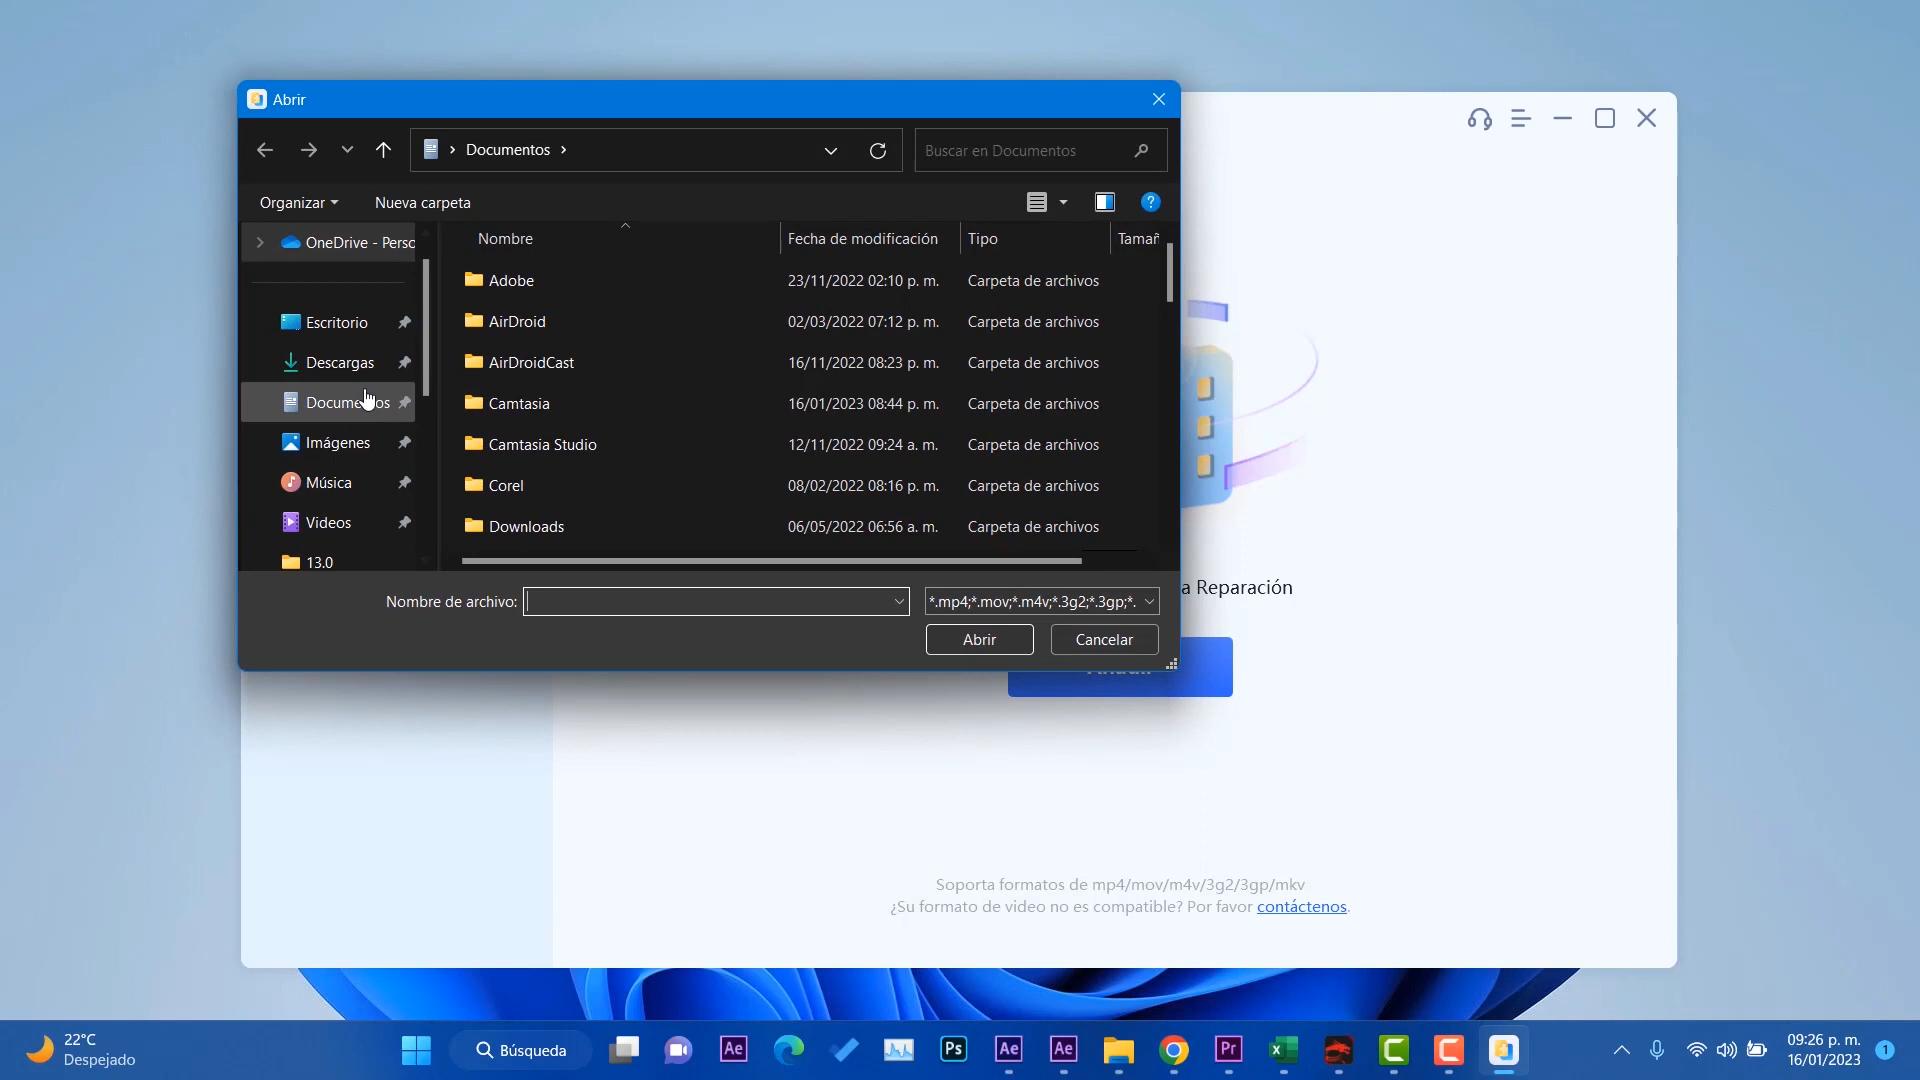 Abrir
Documentos
Buscar en Documentos
Organizar
Nueva carpeta
OneDrive - Perso
Escritorio
Descargas
Documentos
Imágenes
Música
Videos
13.0
Nombre
Fecha de modificación
Tipo
Tamañ
Adobe
23/11/2022 02:10 p. m.
Carpeta de archivos
AirDroid
02/03/2022 07:12 p. m.
Carpeta de archivos
AirDroidCast
16/11/2022 08:23 p. m.
Carpeta de archivos
Camtasia
16/01/2023 08:44 p. m.
Carpeta de archivos
Camtasia Studio
12/11/2022 09:24 a. m.
Carpeta de archivos
Corel
08/02/2022 08:16 p. m.
Carpeta de archivos
Downloads
06/05/2022 06:56 a. m.
Carpeta de archivos
Nombre de archivo:
*.mp4;*.mov;*.m4v;*.3g2;*.3gp;*.
Abrir
Cancelar
a Reparación
Soporta formatos de mp4/mov/m4v/3g2/3gp/mkv
¿Su formato de video no es compatible? Por favor contáctenos.
22°C
Despejado
Búsqueda
Ae
Ps
Ae
Ae
Pr
09:26 p. m.
16/01/2023
1